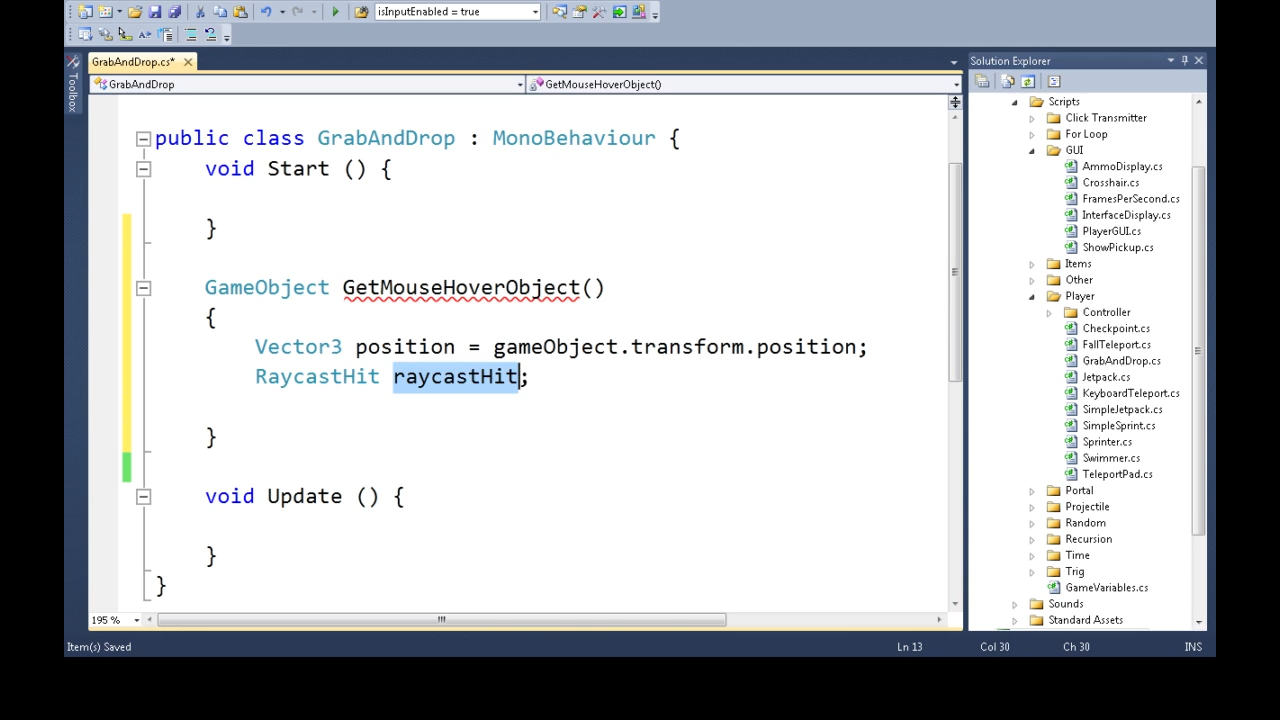 isInputEnabled = true
GrabAndDrop.cs*
Solution Exporer
Toolbox
GrabAndDrop
GetMouseHoverObject()
public class GrabAndDrop : MonoBehaviour {
void Start () {
}
GameObject GetMouseHoverObject()
{
Vector3 position = gameObject.transform.position;
RaycastHit raycastHit;
}
void Update () {
}
}
Scripts
Click Transmitter
For Loop
GUI
AmmoDisplay.cs
Crosshair.cs
FramesPerSecond.cs
InterfaceDisplay.cs
PlayerGUI.cs
ShowPickup.cs
Items
Other
Player
Controller
Checkpoint.cs
FallTeleport.cs
GrabAndDrop.cs
Jetpack.cs
KeyboardTeleport.cs
SimpleJetpack.cs
SimpleSprint.cs
Sprinter.cs
Swimmer.cs
TeleportPad.cs
Portal
Projectile
Random
Recursion
Time
Trig
GameVariables.cs
Sounds
Standard Assets
195 %
Item(s) Saved
Ln 13
Col 30
Ch 30
INS